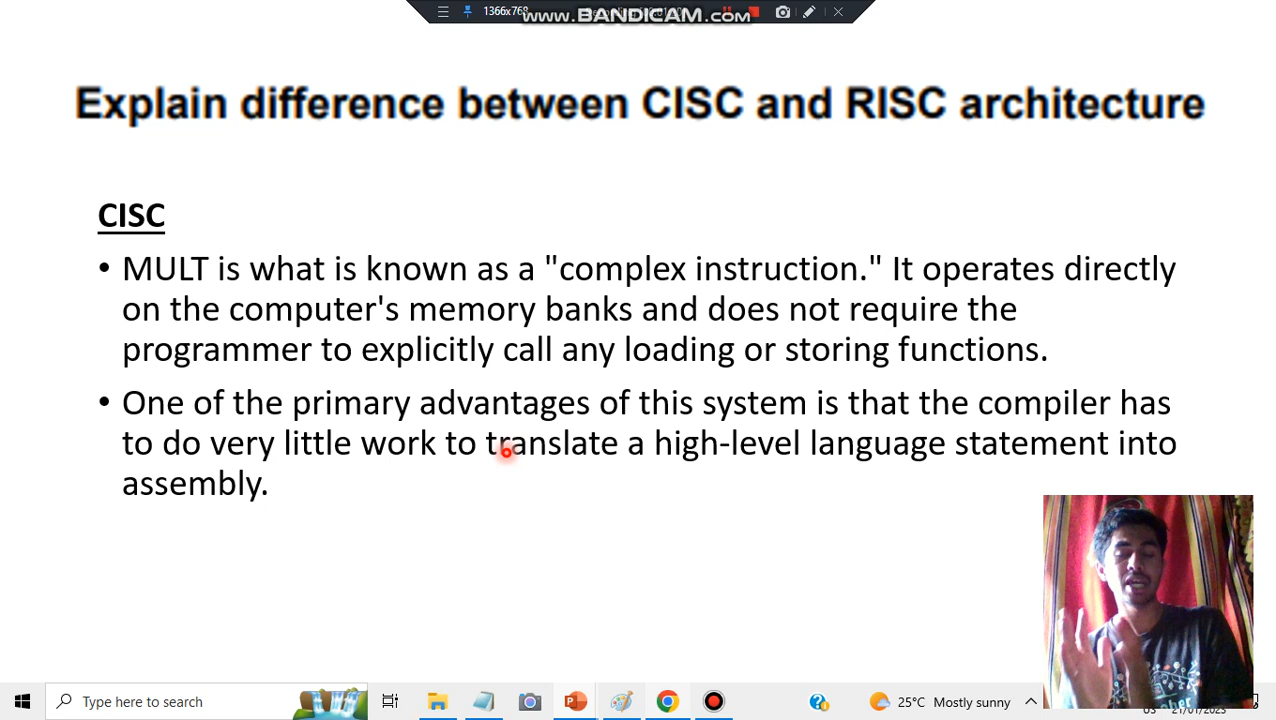 1366x768
www.BANDICAM.com
Explain difference between CISC and RISC architecture
CISC
• MULT is what is known as a "complex instruction." It operates directly
on the computer's memory banks and does not require the
programmer to explicitly call any loading or storing functions.
• One of the primary advantages of this system is that the compiler has
to do very little work to translate a high-level language statement into
assembly.
Type here to search
25°C Mostly sunny
21/01/2023